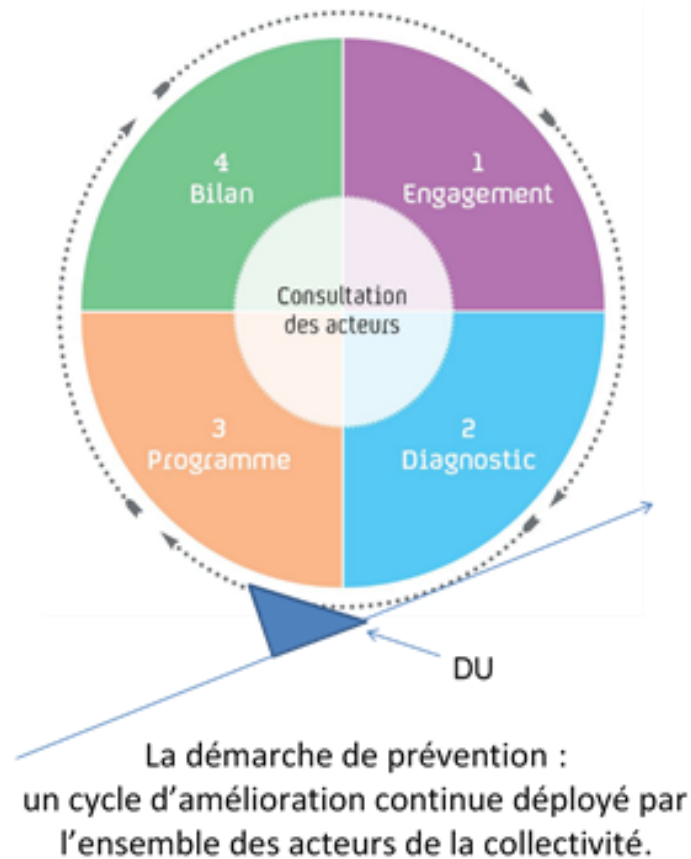 4
Bilan
1
Engagement
Consultation
des acteurs
3
Programme
2
Diagnostic
DU
La démarche de prévention :
un cycle d’amélioration continue déployé par
l’ensemble des acteurs de la collectivité.